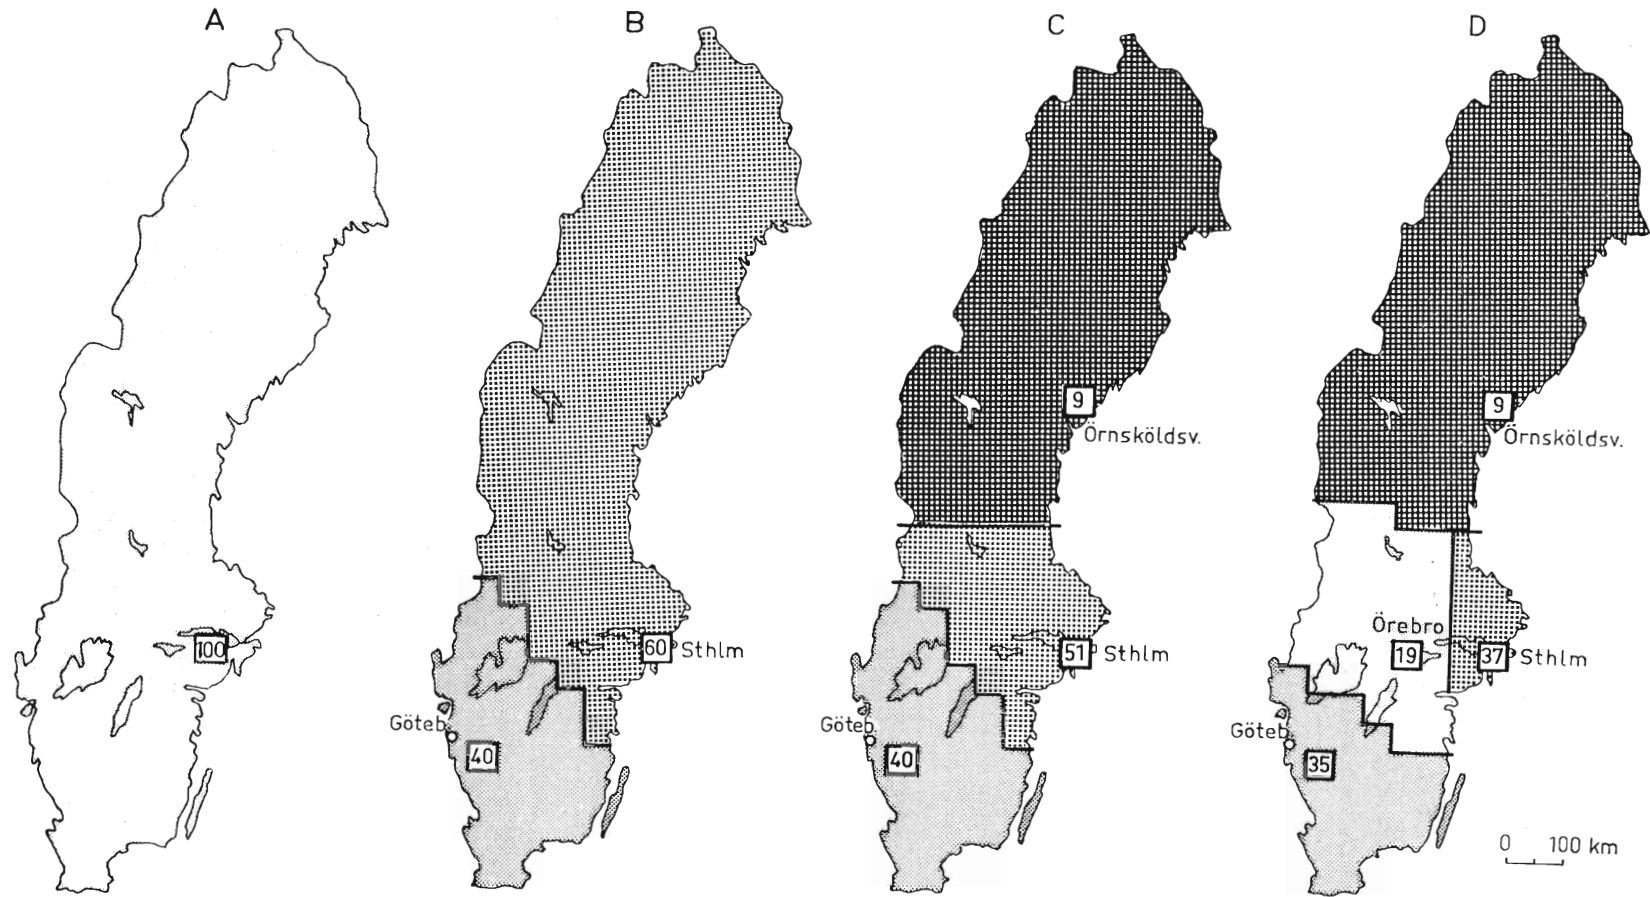 A B C D
100
60 Sthlm
Göteb.
40
9
Örnsköldsv.
51 Sthlm
Göteb.
40
9
Örnsköldsv.
Örebro
19
37 Sthlm
Göteb.
35
0 100 km